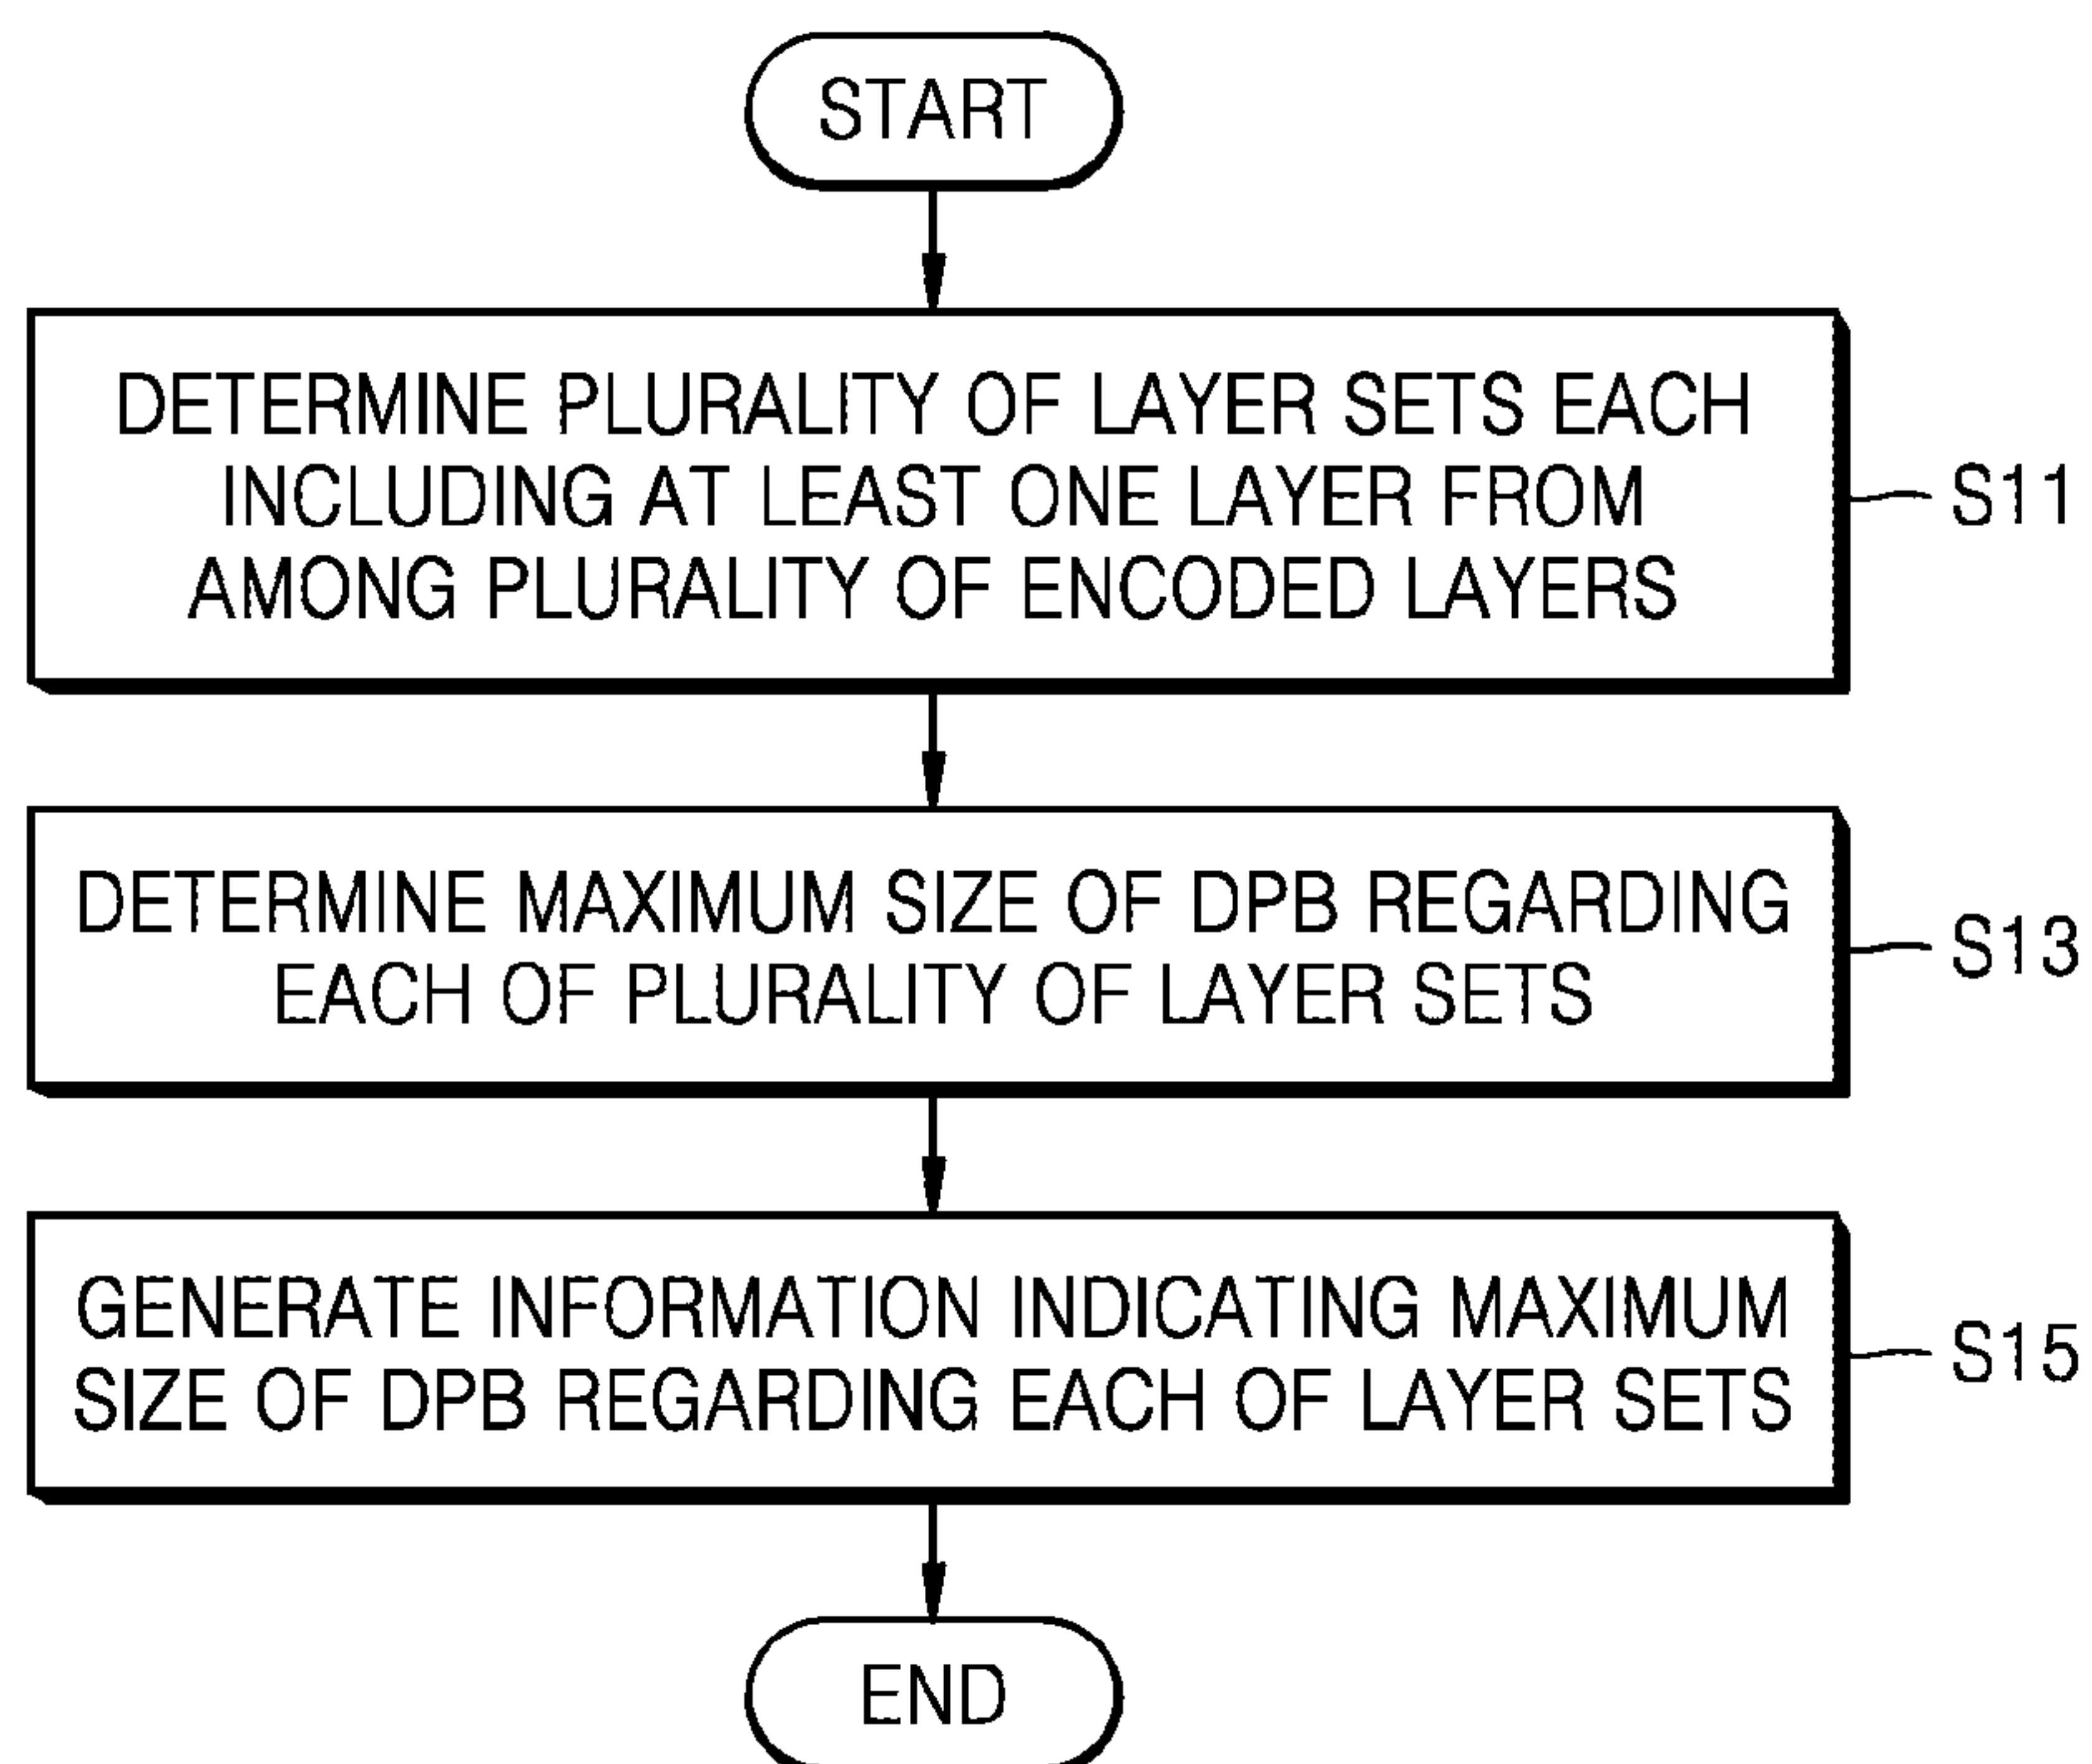 START
DETERMINE PLURALITY OF LAYER SETS EACH
INCLUDING AT LEAST ONE LAYER FROM
AMONG PLURALITY OF ENCODED LAYERS
S11
DETERMINE MAXIMUM SIZE OF DPB REGARDING
EACH OF PLURALITY OF LAYER SETS
S13
GENERATE INFORMATION INDICATING MAXIMUM
SIZE OF DPB REGARDING EACH OF LAYER SETS
S15
END